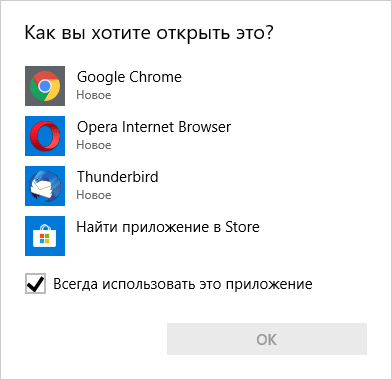 Как вы хотите открыть это?
Google Chrome
Новое
Opera Internet Browser
Новое
Thunderbird
Новое
Найти приложение в Store
Всегда использовать это приложение
OK